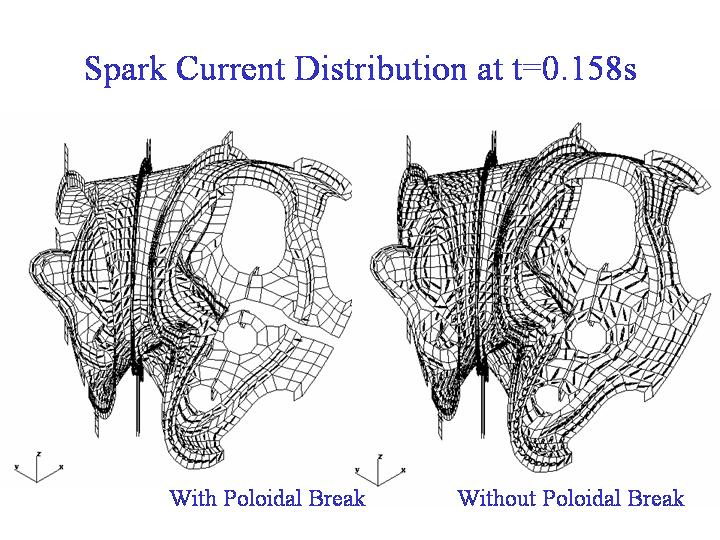 Spark Current Distribution at t=0.158s
z
y x
z
y x
With Poloidal Break
Without Poloidal Break